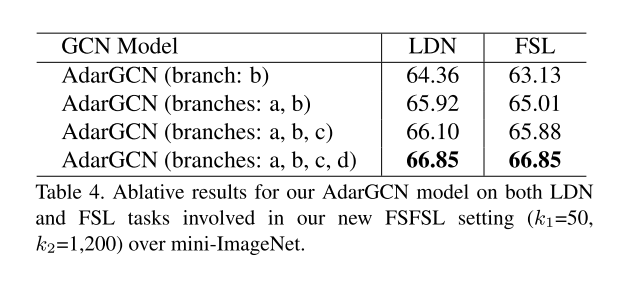 GCN Model LDN FSL
AdarGCN (branch: b) 64.36 63.13
AdarGCN (branches: a, b) 65.92 65.01
AdarGCN (branches: a, b, c) 66.10 65.88
AdarGCN (branches: a, b, c, d) 66.85 66.85
Table 4. Ablative results for our AdarGCN model on both LDN
and FSL tasks involved in our new FSFSL setting (k₁=50,
k₂=1,200) over mini-ImageNet.